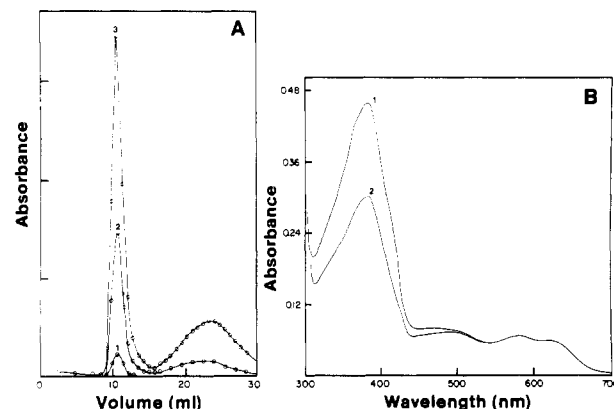 A
3
2
1
Absorbance
0 10 20 30
Volume (ml)
B
0.48
0.36
0.24
0.12
1
2
Absorbance
300 400 500 600 700
Wavelength (nm)